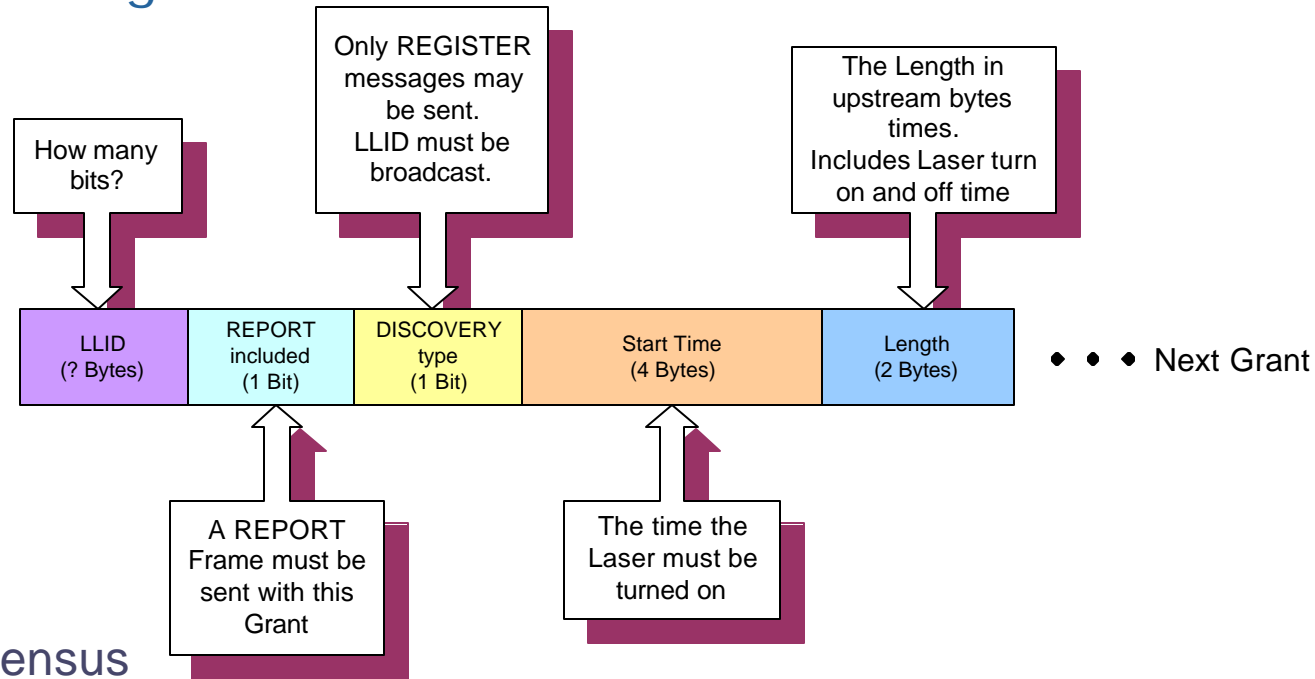 Only REGISTER
messages may
be sent.
LLID must be
broadcast.
The Length in
upstream bytes
times.
Includes Laser turn
on and off time
How many
bits?
LLID
(? Bytes)
REPORT
included
(1 Bit)
DISCOVERY
type
(1 Bit)
Start Time
(4 Bytes)
Length
(2 Bytes)
• • • Next Grant
A REPORT
Frame must be
sent with this
Grant
The time the
Laser must be
turned on
ensus